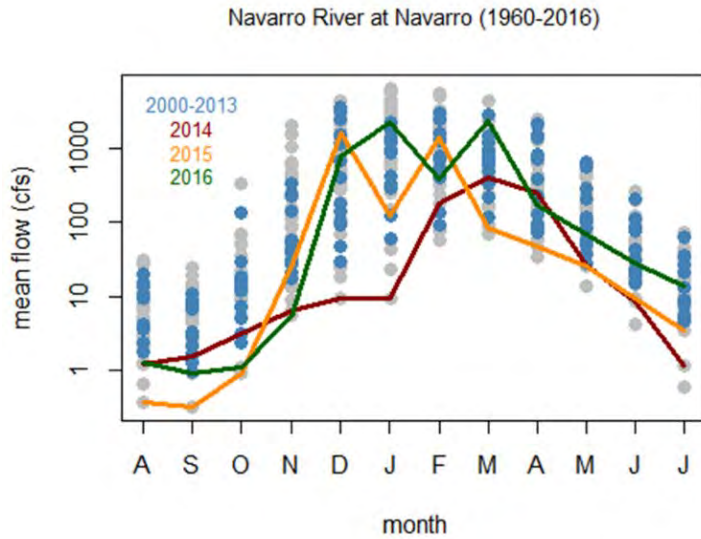 Navarro River at Navarro (1960-2016)
2000-2013
2014
2015
2016
mean flow (cfs)
1000
100
10
1
A S O N D J F M A M J J
month